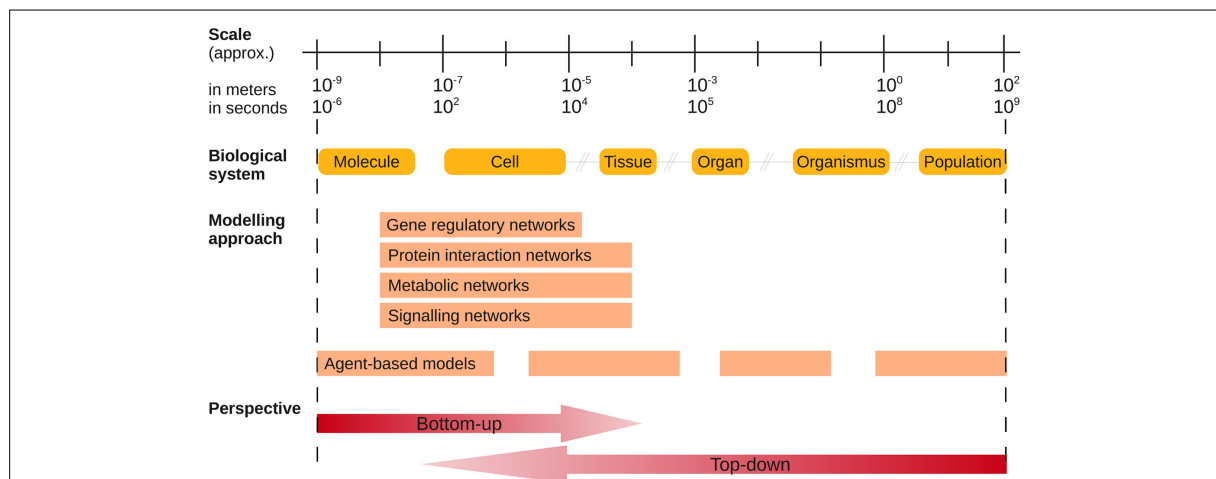 Scale
(approx.)
in meters 10⁻⁹ 10⁻⁷ 10⁻⁵ 10⁻³ 10⁰ 10²
in seconds 10⁻⁶ 10² 10⁴ 10⁵ 10⁸ 10⁹
Biological
system
Molecule Cell Tissue Organ Organismus Population
Modelling
approach
Gene regulatory networks
Protein interaction networks
Metabolic networks
Signalling networks
Agent-based models
Perspective
Bottom-up
Top-down